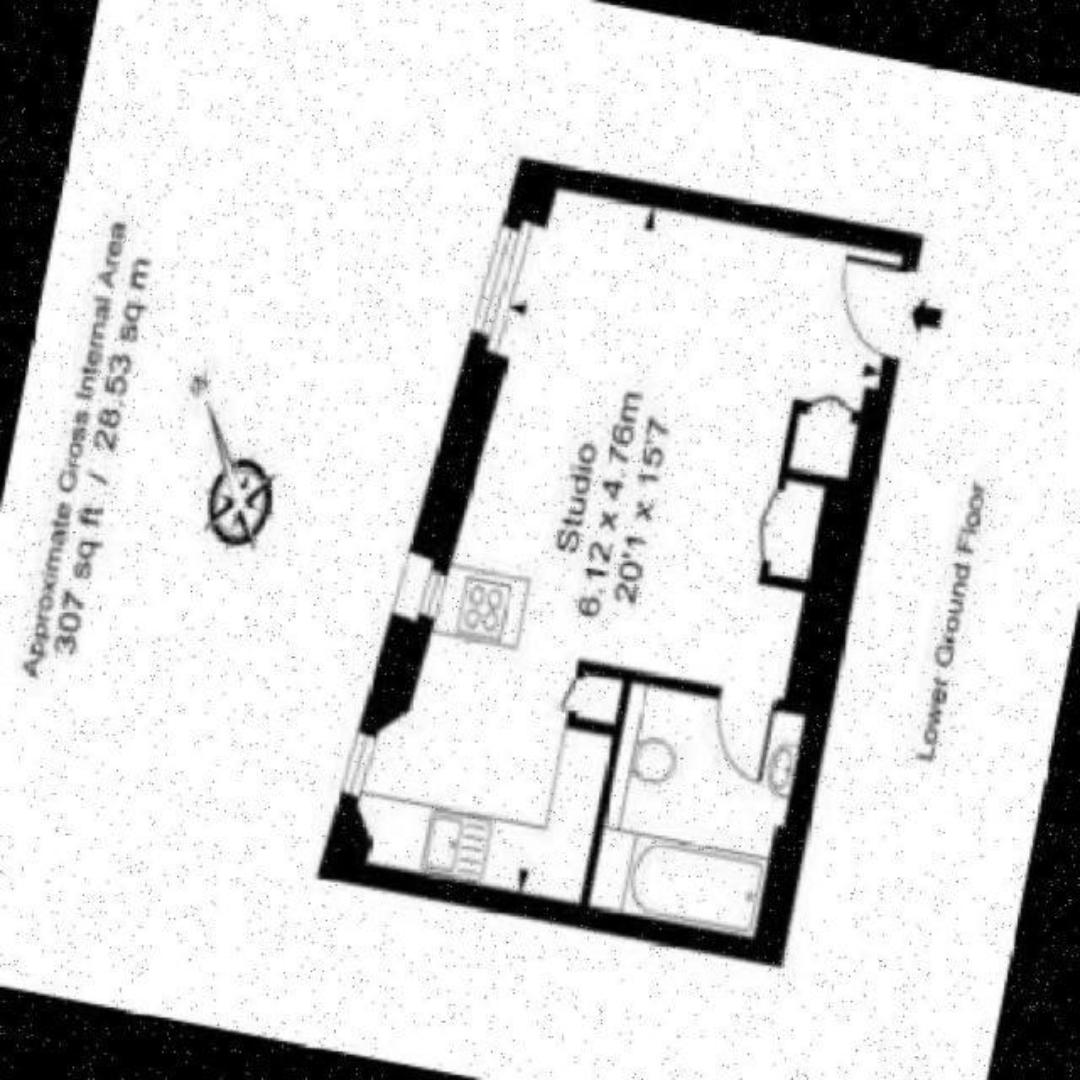 Approximate Gross Internal Area
307 sq ft / 28.53 sq m
Studio
6.12 x 4.76m
20'1 x 15'7
Lower Ground Floor